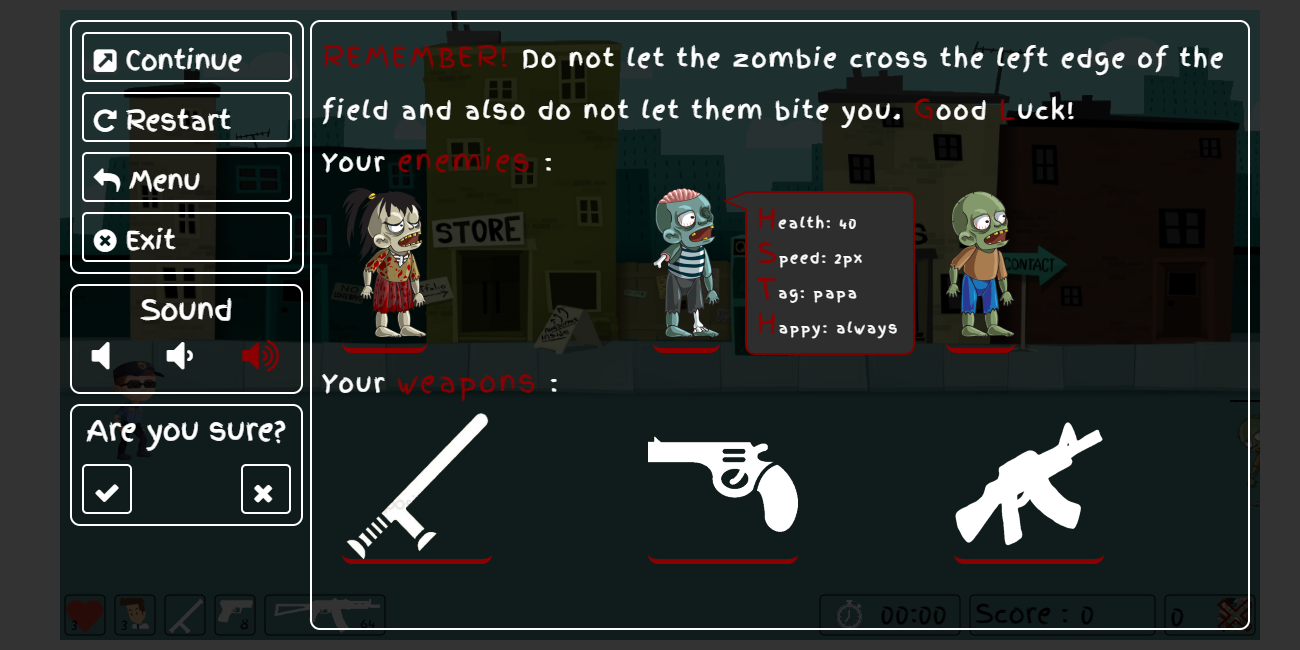 Continue
Restart
Menu
Exit
Sound
Are you sure?
REMEMBER! Do not let the zombie cross the left edge of the
field and also do not let them bite you. Good Luck!
Your enemies :
STORE
Health: 40
Speed: 2px
Tag: papa
Happy: always
CONTACT
Your weapons :
3
3
8
64
00:00
Score : 0
0